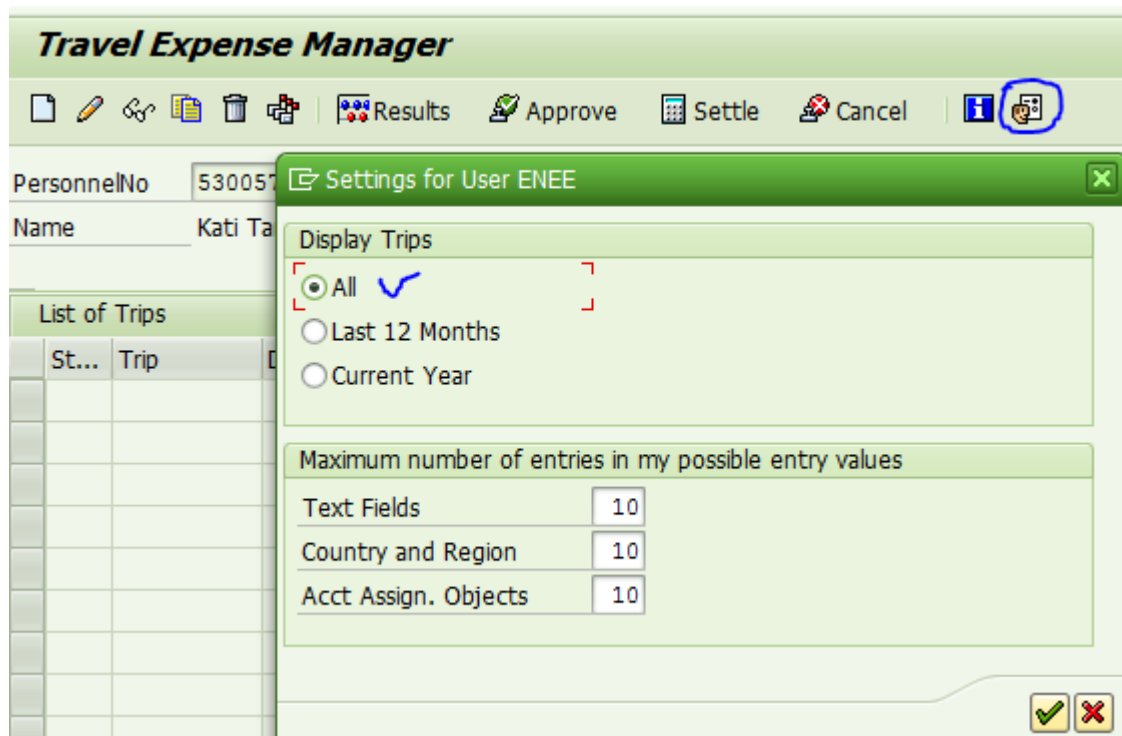 Travel Expense Manager
Results Approve Settle Cancel
PersonnelNo 530057
Name Kati Ta
Settings for User ENEE
Display Trips
All
Last 12 Months
Current Year
List of Trips
St... Trip D
Maximum number of entries in my possible entry values
Text Fields 10
Country and Region 10
Acct Assign. Objects 10